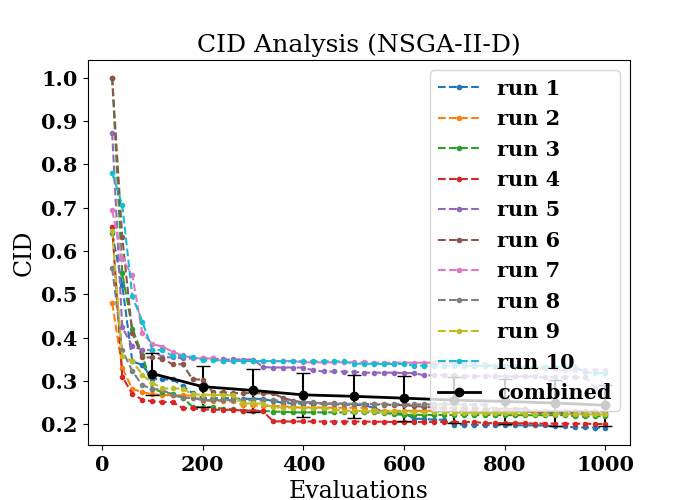 CID Analysis (NSGA-II-D)
CID
1.0
0.9
0.8
0.7
0.6
0.5
0.4
0.3
0.2
run 1
run 2
run 3
run 4
run 5
run 6
run 7
run 8
run 9
run 10
combined
0 200 400 600 800 1000
Evaluations